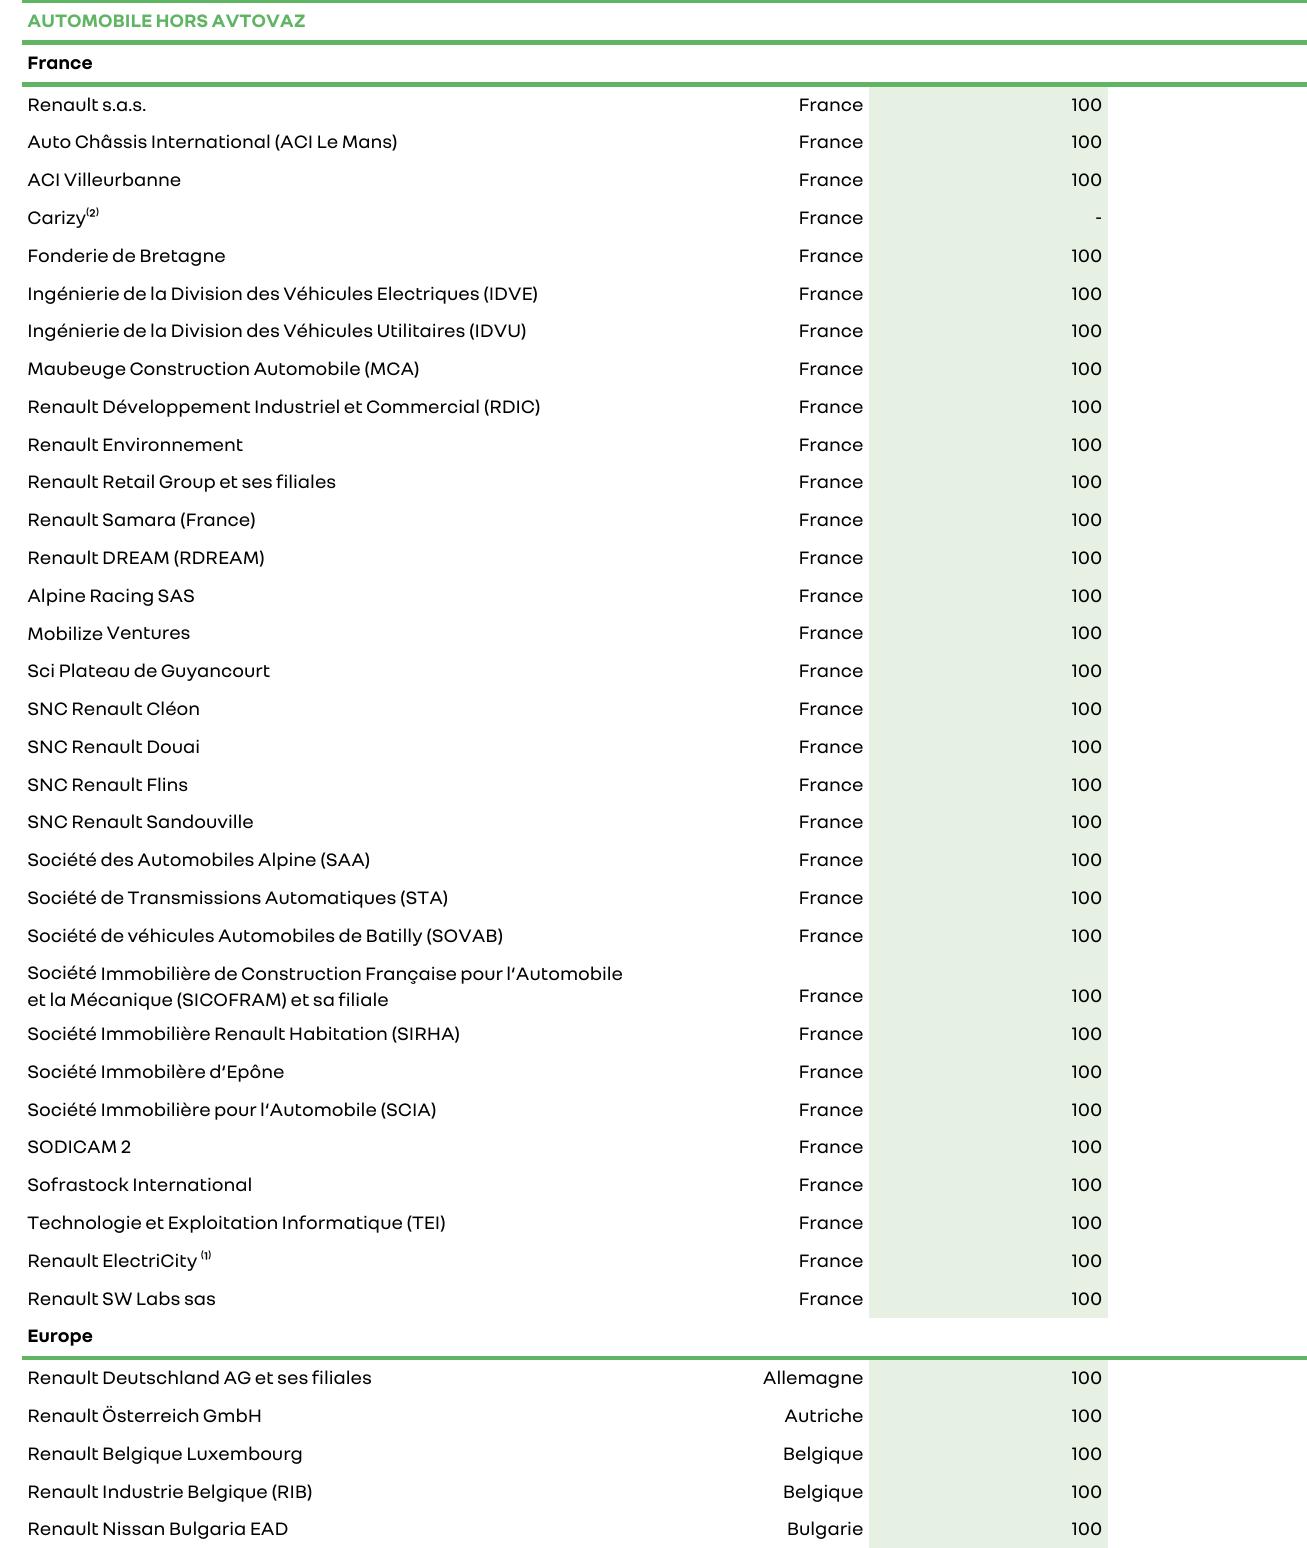 AUTOMOBILE HORS AVTOVAZ
France
Renault s.a.s. France 100
Auto Châssis International (ACI Le Mans) France 100
ACI Villeurbanne France 100
Carizy(2) France -
Fonderie de Bretagne France 100
Ingénierie de la Division des Véhicules Electriques (IDVE) France 100
Ingénierie de la Division des Véhicules Utilitaires (IDVU) France 100
Maubeuge Construction Automobile (MCA) France 100
Renault Développement Industriel et Commercial (RDIC) France 100
Renault Environnement France 100
Renault Retail Group et ses filiales France 100
Renault Samara (France) France 100
Renault DREAM (RDREAM) France 100
Alpine Racing SAS France 100
Mobilize Ventures France 100
Sci Plateau de Guyancourt France 100
SNC Renault Cléon France 100
SNC Renault Douai France 100
SNC Renault Flins France 100
SNC Renault Sandouville France 100
Société des Automobiles Alpine (SAA) France 100
Société de Transmissions Automatiques (STA) France 100
Société de véhicules Automobiles de Batilly (SOVAB) France 100
Société Immobilière de Construction Française pour l'Automobile
et la Mécanique (SICOFRAM) et sa filiale France 100
Société Immobilière Renault Habitation (SIRHA) France 100
Société Immobilère d'Epône France 100
Société Immobilière pour l'Automobile (SCIA) France 100
SODICAM 2 France 100
Sofrastock International France 100
Technologie et Exploitation Informatique (TEI) France 100
Renault ElectriCity (1) France 100
Renault SW Labs sas France 100
Europe
Renault Deutschland AG et ses filiales Allemagne 100
Renault Österreich GmbH Autriche 100
Renault Belgique Luxembourg Belgique 100
Renault Industrie Belgique (RIB) Belgique 100
Renault Nissan Bulgaria EAD Bulgarie 100